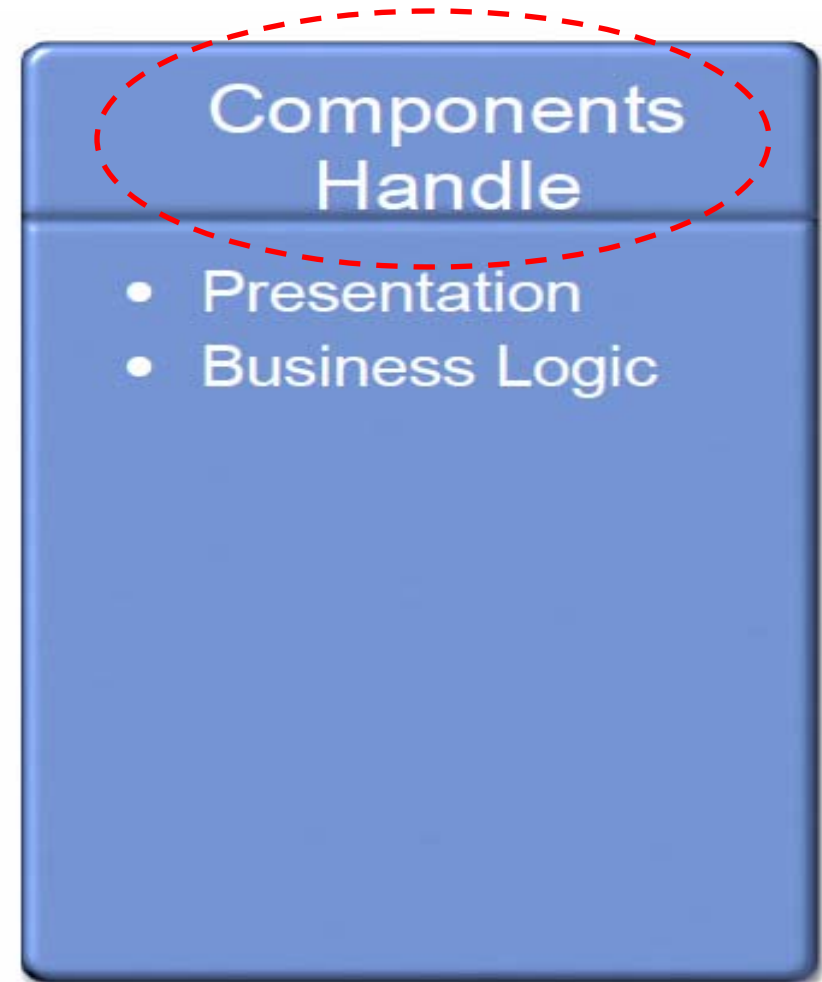 Components
Handle
• Presentation
• Business Logic